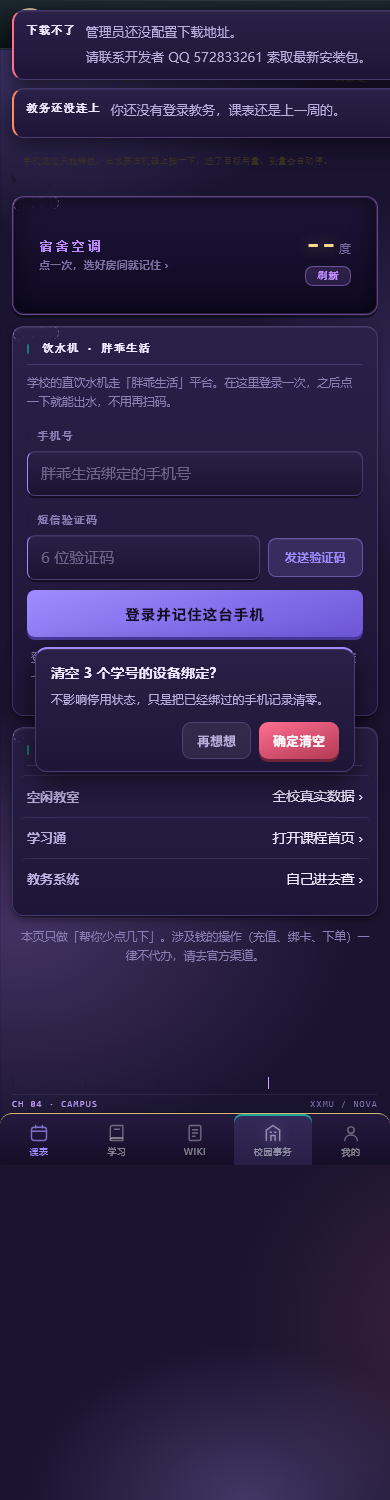 下载不了
管理员还没配置下载地址。
请联系开发者 QQ 572833261 索取最新安装包。
教务还没连上
你还没有登录教务，课表还是上一周的。
宿舍空调
点一次，选好房间就记住 ›
-- 度
刷新
饮水机 · 胖乖生活
学校的直饮水机走「胖乖生活」平台。在这里登录一次，之后点
一下就能出水，不用再扫码。
手机号
胖乖生活绑定的手机号
短信验证码
6 位验证码
发送验证码
登录并记住这台手机
清空 3 个学号的设备绑定？
不影响停用状态，只是把已经绑过的手机记录清零。
再想想
确定清空
空闲教室
全校真实数据 ›
学习通
打开课程首页 ›
教务系统
自己进去查 ›
本页只做「帮你少点几下」。涉及钱的操作（充值、绑卡、下单）一
律不代办，请去官方渠道。
CH 04 · CAMPUS
XXMU / NOVA
课表
学习
WIKI
校园事务
我的